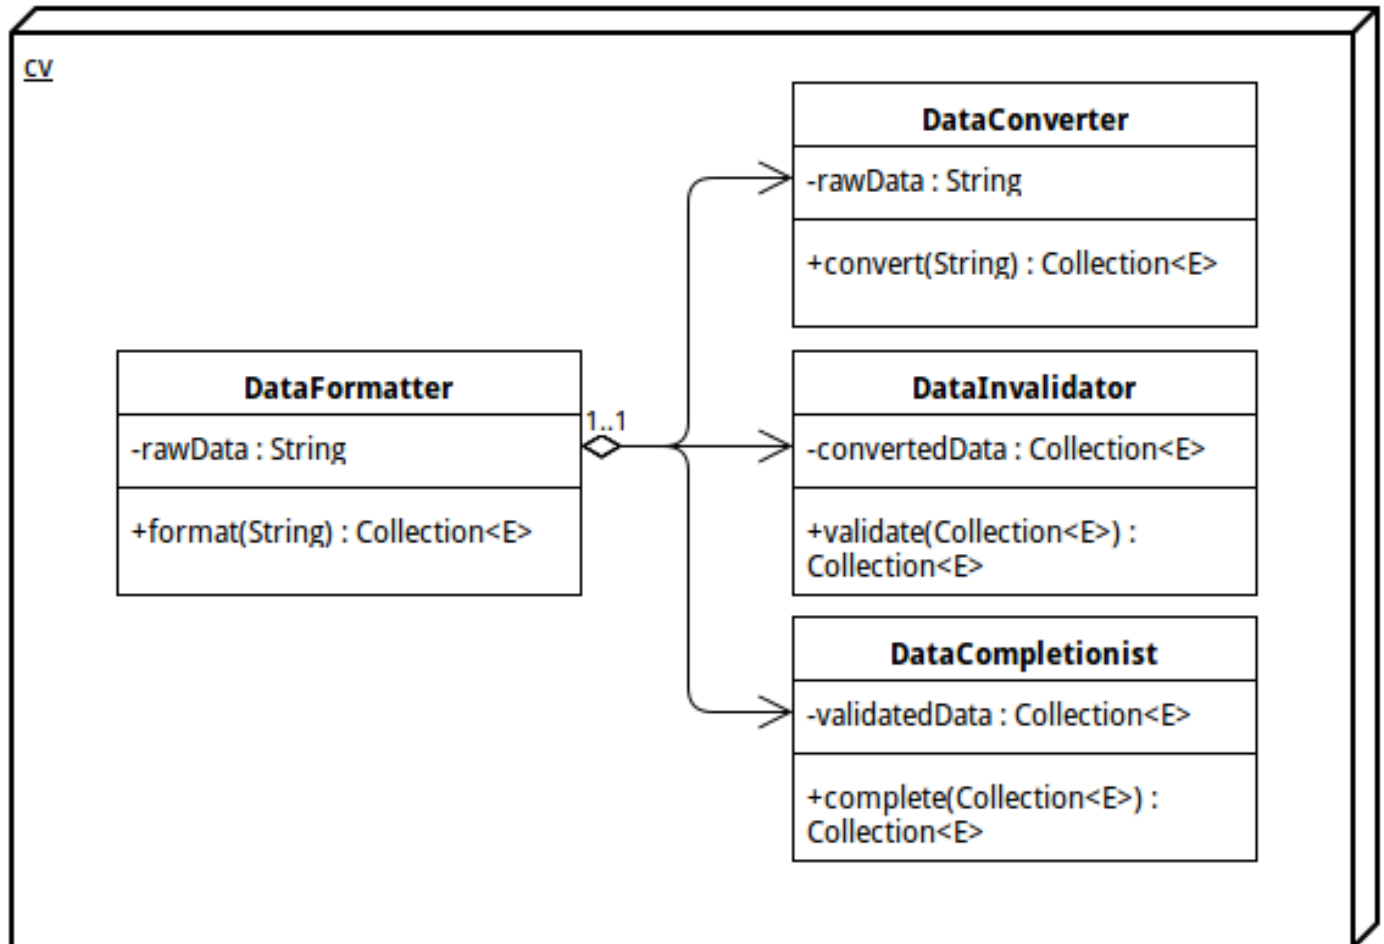 cv
DataConverter
-rawData : String
+convert(String) : Collection<E>
DataFormatter
-rawData : String
+format(String) : Collection<E>
1..1
DataInvalidator
-convertedData : Collection<E>
+validate(Collection<E>) :
Collection<E>
DataCompletionist
-validatedData : Collection<E>
+complete(Collection<E>) :
Collection<E>